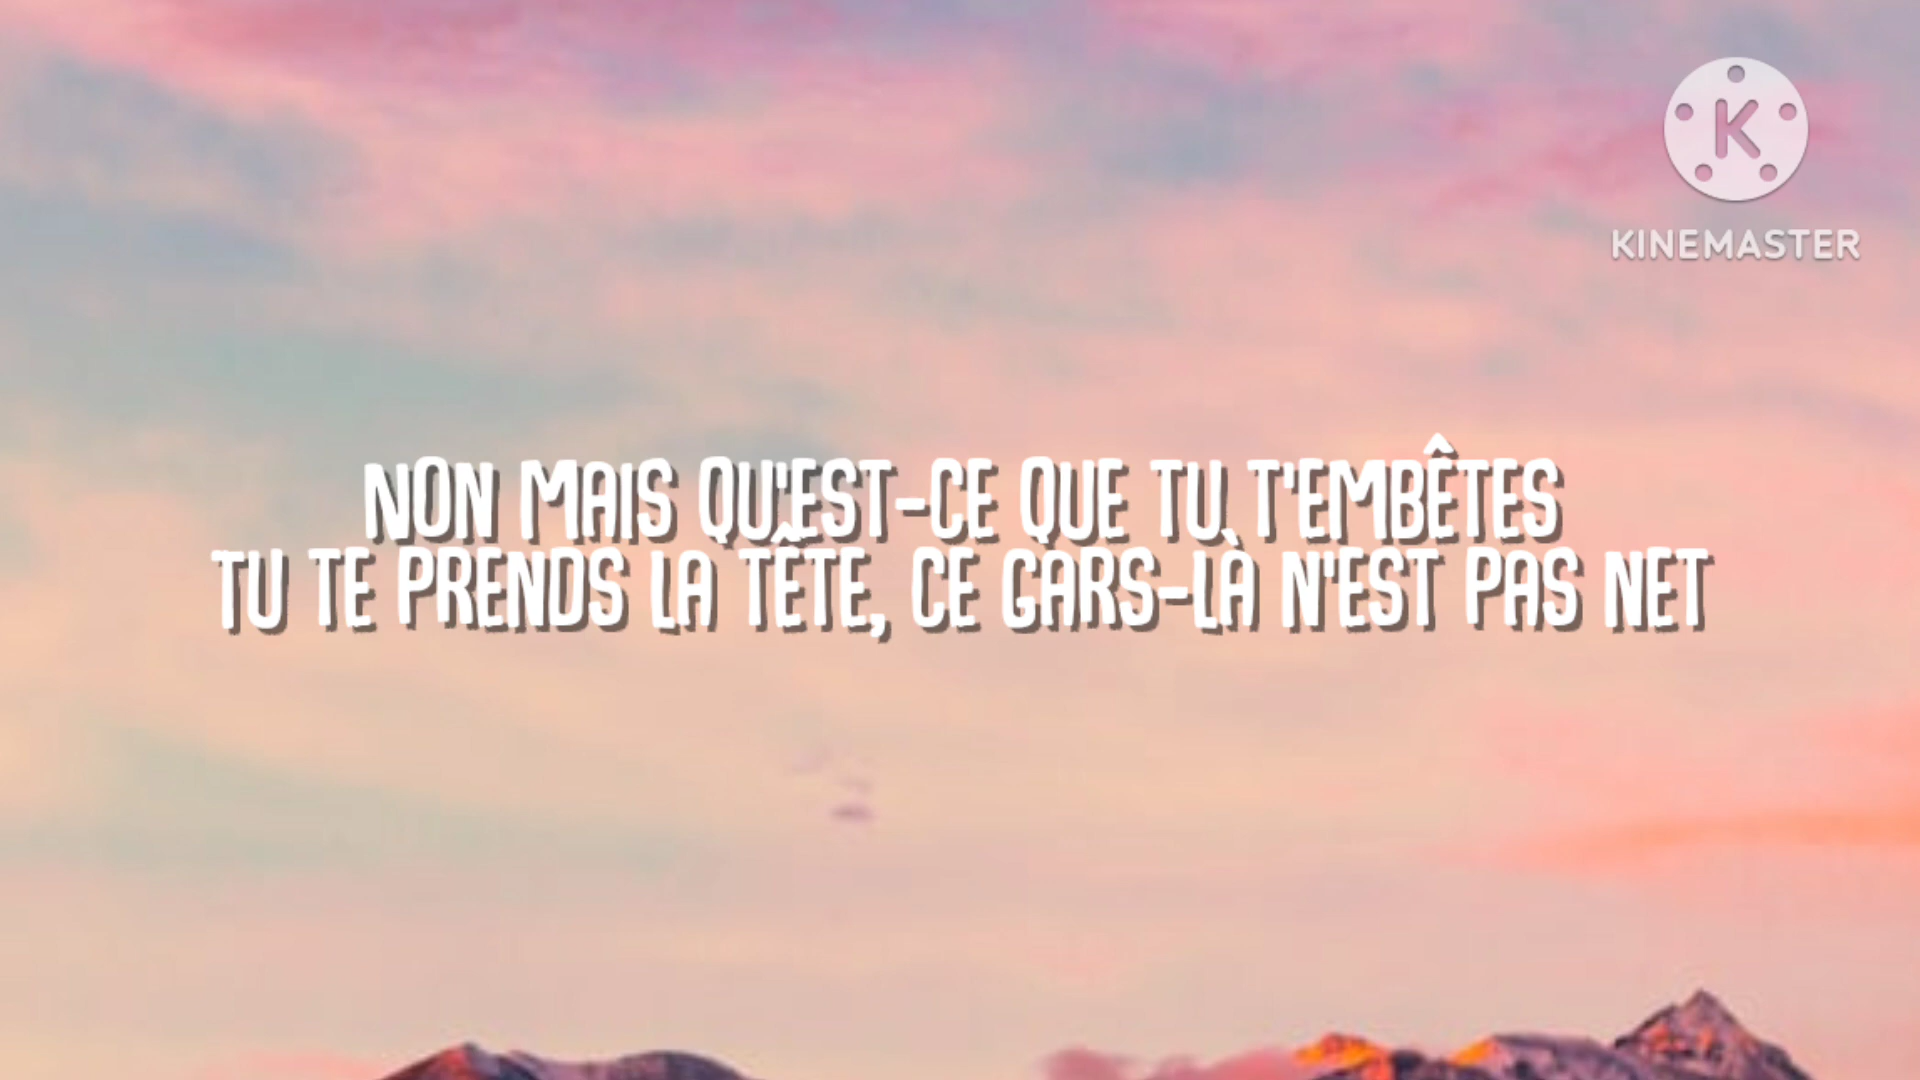 K
KINEMASTER
NON MAIS QU'EST-CE QUE TU T'EMBÊTES
TU TE PRENDS LA TÊTE, CE GARS-LÀ N'EST PAS NET